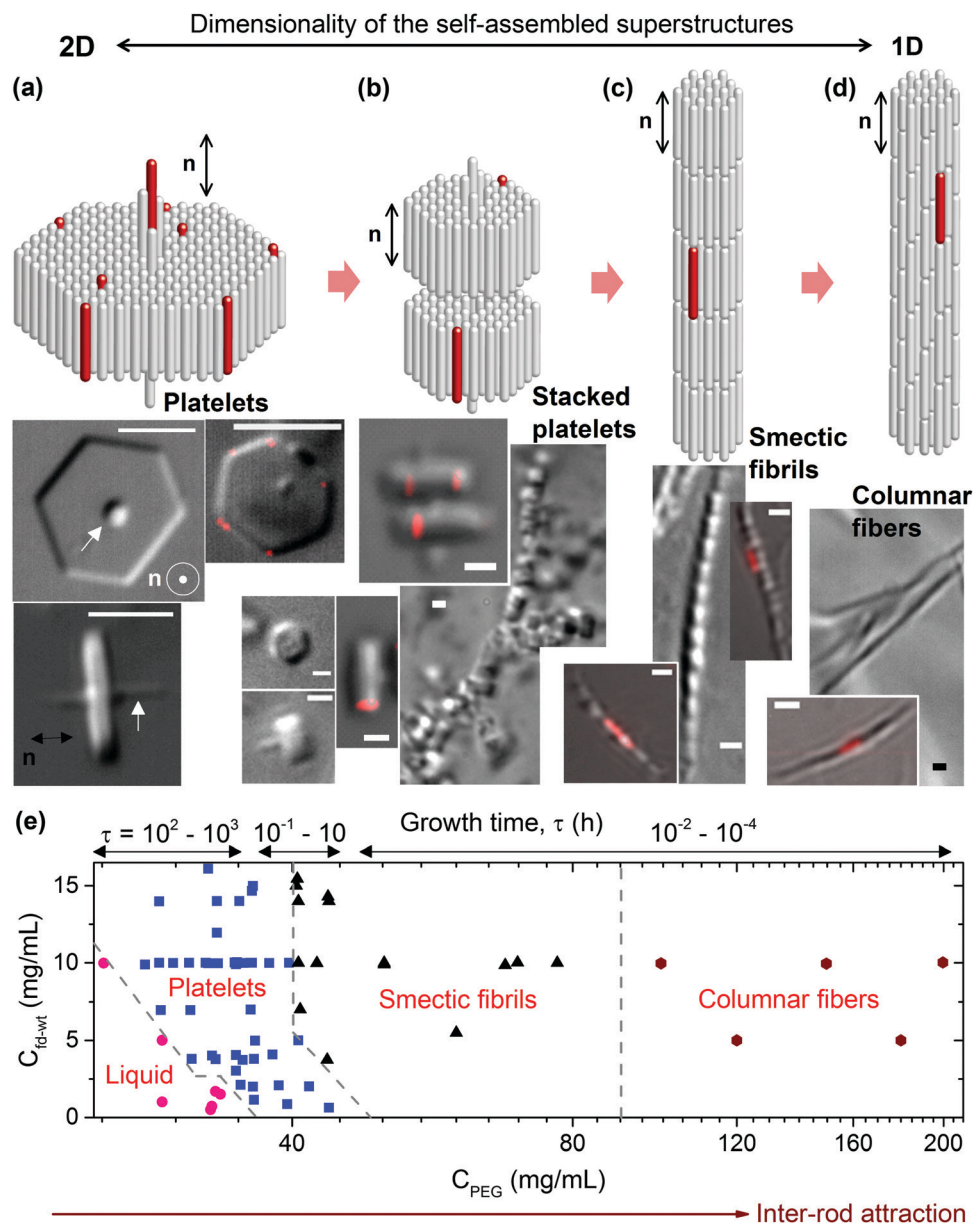 Dimensionality of the self-assembled superstructures
2D
1D
(a)
(b)
(c)
(d)
n
n
n
n
Platelets
Stacked
platelets
Smectic
fibrils
Columnar
fibers
n
n
(e)
τ = 10² - 10³
10⁻¹ - 10
Growth time, τ (h)
10⁻² - 10⁻⁴
15
10
5
0
C_fd-wt (mg/mL)
Platelets
Smectic fibrils
Columnar fibers
Liquid
40
80
120
160
200
C_PEG (mg/mL)
Inter-rod attraction